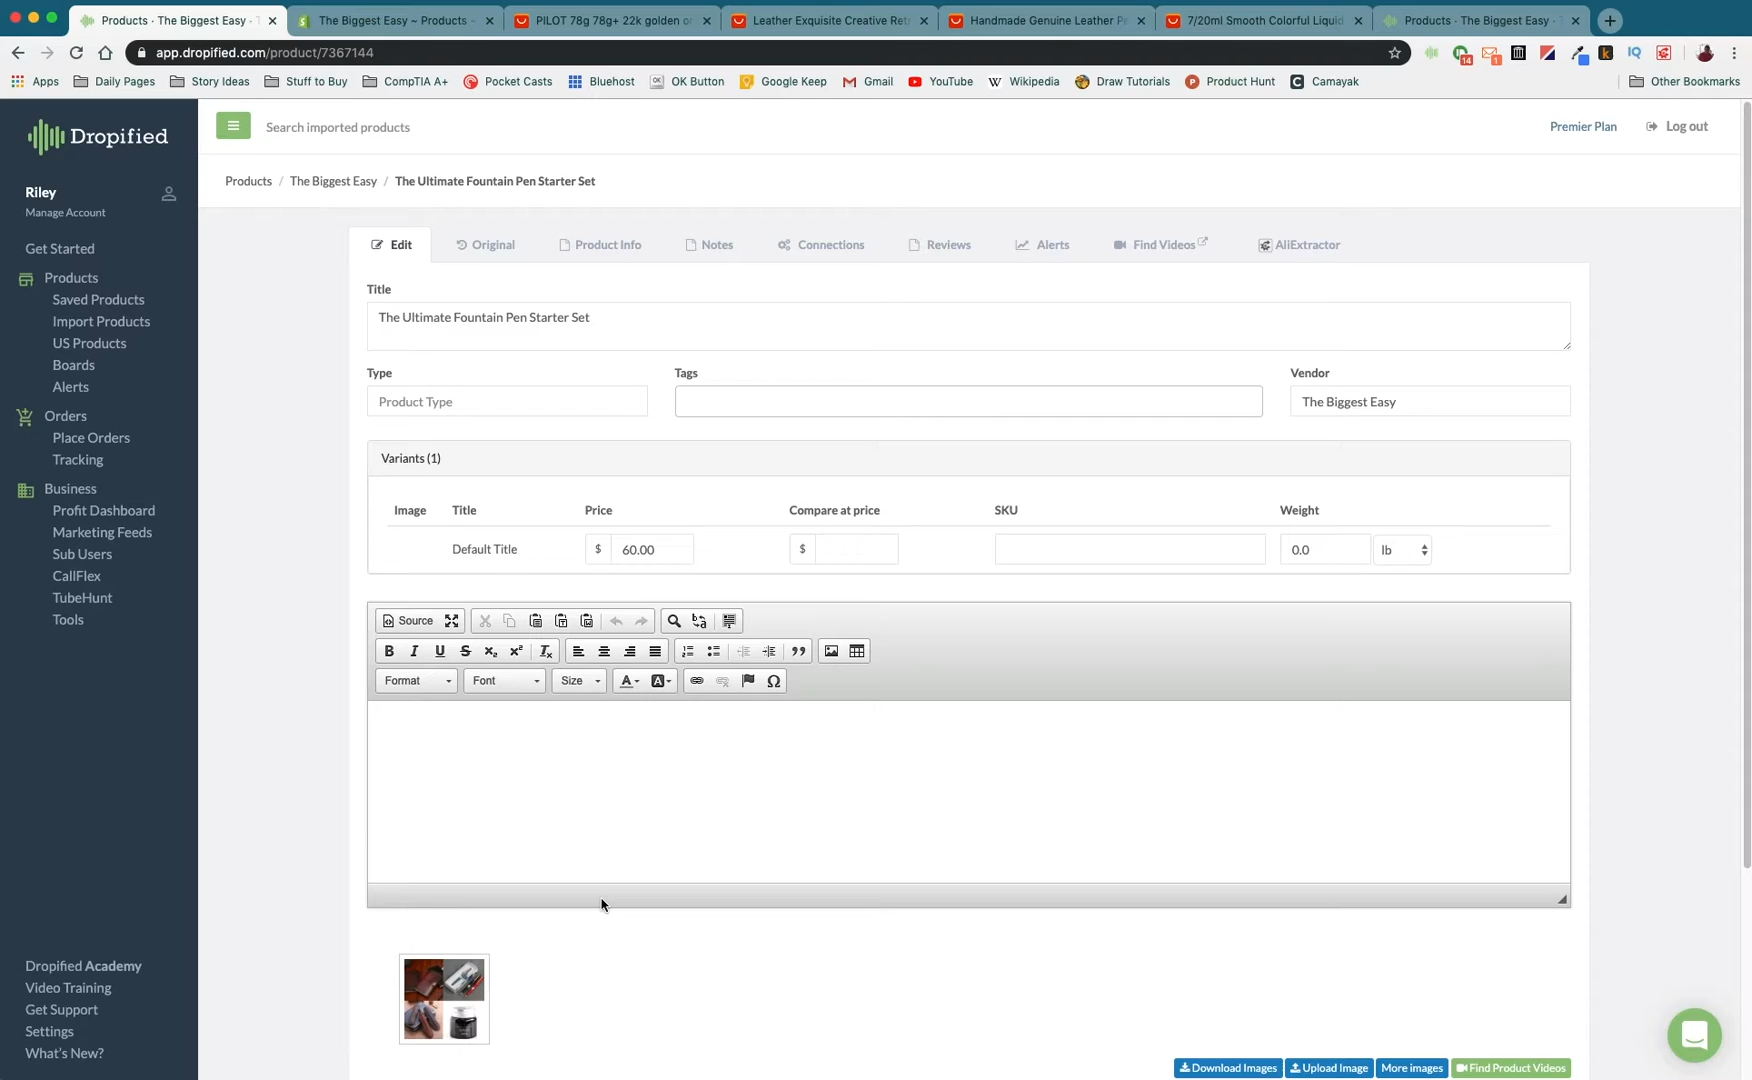 Products · The Biggest Easy · T
The Biggest Easy ~ Products ~
PILOT 78g 78g+ 22k golden or
Leather Exquisite Creative Retr
Handmade Genuine Leather Pe
7/20ml Smooth Colorful Liquid
Products · The Biggest Easy · T
app.dropified.com/product/7367144
14
1
Apps
Daily Pages
Story Ideas
Stuff to Buy
CompTIA A+
Pocket Casts
Bluehost
OK Button
Google Keep
Gmail
YouTube
Wikipedia
Draw Tutorials
Product Hunt
Camayak
Other Bookmarks
Dropified
Riley
Manage Account
Get Started
Products
Saved Products
Import Products
US Products
Boards
Alerts
Orders
Place Orders
Tracking
Business
Profit Dashboard
Marketing Feeds
Sub Users
CallFlex
TubeHunt
Tools
Dropified Academy
Video Training
Get Support
Settings
What's New?
Search imported products
Premier Plan
Log out
Products / The Biggest Easy / The Ultimate Fountain Pen Starter Set
Edit
Original
Product Info
Notes
Connections
Reviews
Alerts
Find Videos
AliExtractor
Title
The Ultimate Fountain Pen Starter Set
Type
Tags
Vendor
Product Type
The Biggest Easy
Variants (1)
Image
Title
Price
Compare at price
SKU
Weight
Default Title
$ 60.00
$
0.0
lb
Source
Format
Font
Size
Download Images
Upload Image
More images
Find Product Videos